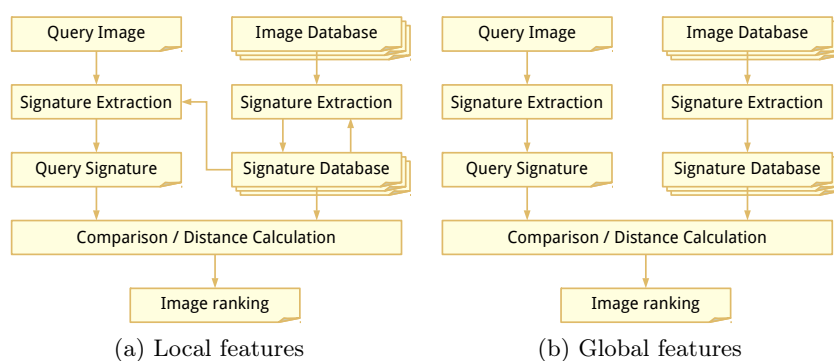 Query Image
Image Database
Signature Extraction
Signature Extraction
Query Signature
Signature Database
Comparison / Distance Calculation
Image ranking
(a) Local features
Query Image
Image Database
Signature Extraction
Signature Extraction
Query Signature
Signature Database
Comparison / Distance Calculation
Image ranking
(b) Global features